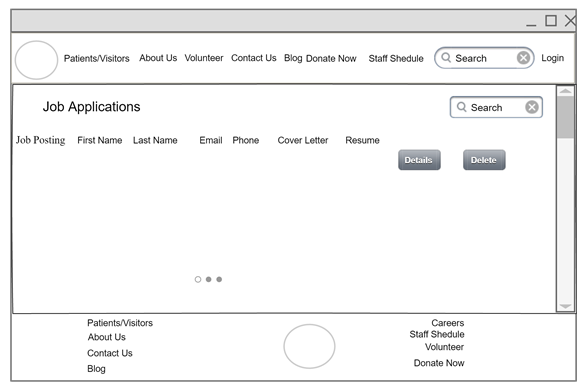 Patients/Visitors About Us Volunteer Contact Us Blog Donate Now Staff Shedule Search Login
Job Applications Search
Job Posting First Name Last Name Email Phone Cover Letter Resume
Details Delete
Patients/Visitors
About Us
Contact Us
Blog
Careers
Staff Shedule
Volunteer
Donate Now